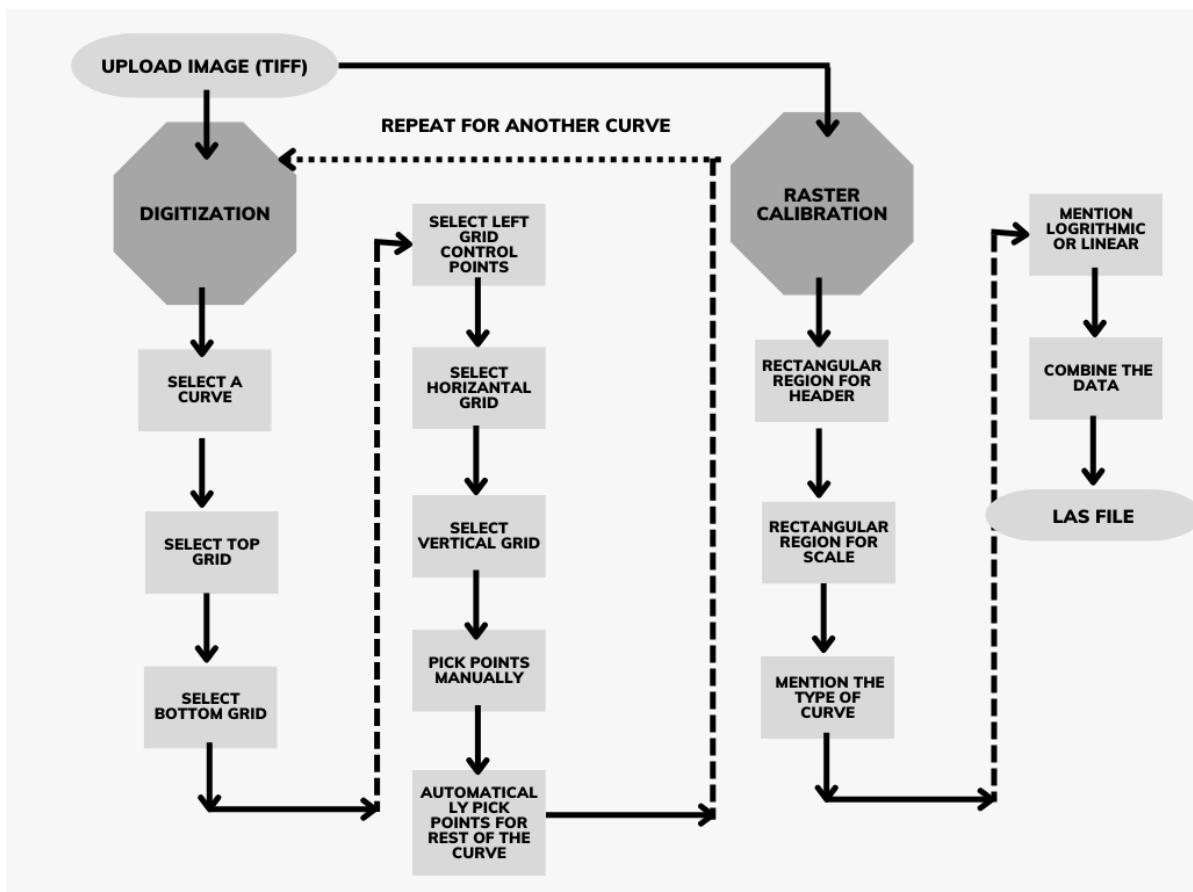 UPLOAD IMAGE (TIFF)
REPEAT FOR ANOTHER CURVE
DIGITIZATION
SELECT A
CURVE
SELECT TOP
GRID
SELECT
BOTTOM GRID
SELECT LEFT
GRID
CONTROL
POINTS
SELECT
HORIZANTAL
GRID
SELECT
VERTICAL GRID
PICK POINTS
MANUALLY
AUTOMATICAL
LY PICK
POINTS FOR
REST OF THE
CURVE
RASTER
CALIBRATION
RECTANGULAR
REGION FOR
HEADER
RECTANGULAR
REGION FOR
SCALE
MENTION THE
TYPE OF
CURVE
MENTION
LOGRITHMIC
OR LINEAR
COMBINE THE
DATA
LAS FILE